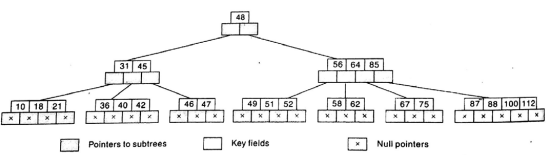 48
31 45
56 64 85
10 18 21
36 40 42
46 47
49 51 52
58 62
67 75
87 88 100 112
x x x x x x x x x x x x x x x x x x x x x x x x x x x x
Pointers to subtrees
Key fields
x Null pointers